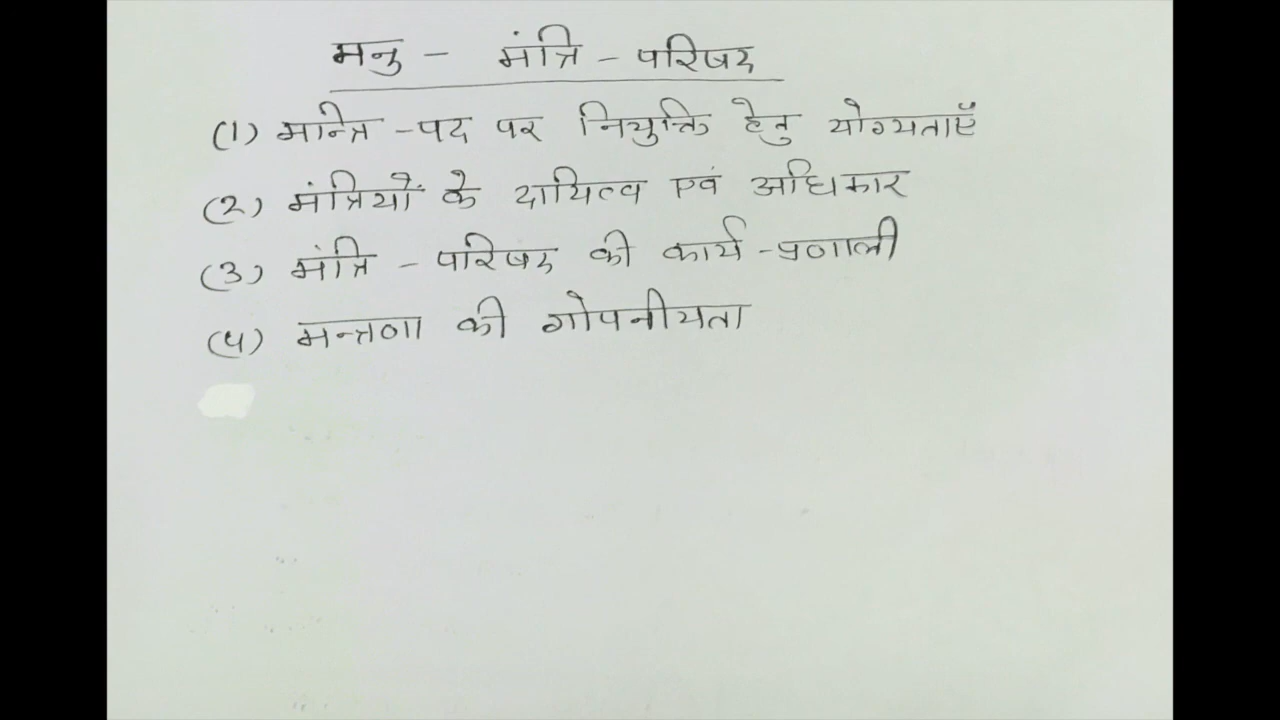 मनु - मंत्रि - परिषद
(1) मन्त्रि - पद पर नियुक्ति हेतु योग्यताएँ
(2) मंत्रियों के दायित्व एवं अधिकार
(3) मंत्रि - परिषद की कार्य - प्रणाली
(4) मन्त्रणा की गोपनीयता